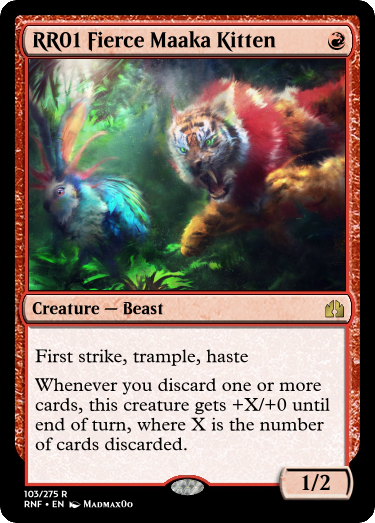 RR01 Fierce Maaka Kitten
Creature — Beast
First strike, trample, haste
Whenever you discard one or more
cards, this creature gets +X/+0 until
end of turn, where X is the number
of cards discarded.
1/2
103/275 R
RNF • EN MadmaxOo